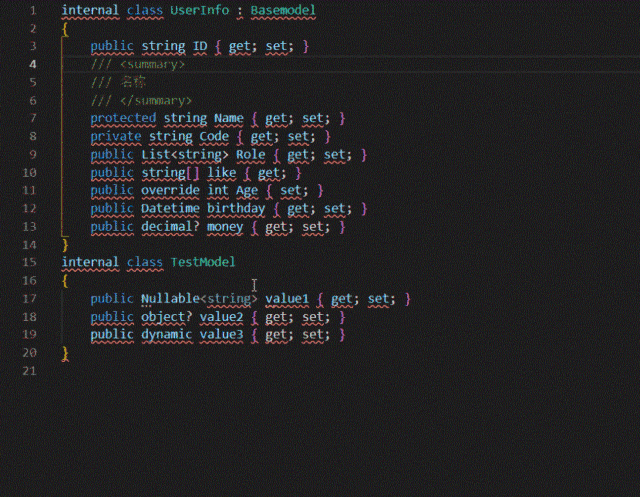 1 internal class UserInfo : Basemodel
2 {
3 public string ID { get; set; }
4 /// <summary>
5 /// 名称
6 /// </summary>
7 protected string Name { get; set; }
8 private string Code { get; set; }
9 public List<string> Role { get; set; }
10 public string[] like { get; }
11 public override int Age { set; }
12 public Datetime birthday { get; set; }
13 public decimal? money { get; set; }
14 }
15 internal class TestModel
16 {
17 public Nullable<string> value1 { get; set; }
18 public object? value2 { get; set; }
19 public dynamic value3 { get; set; }
20 }
21